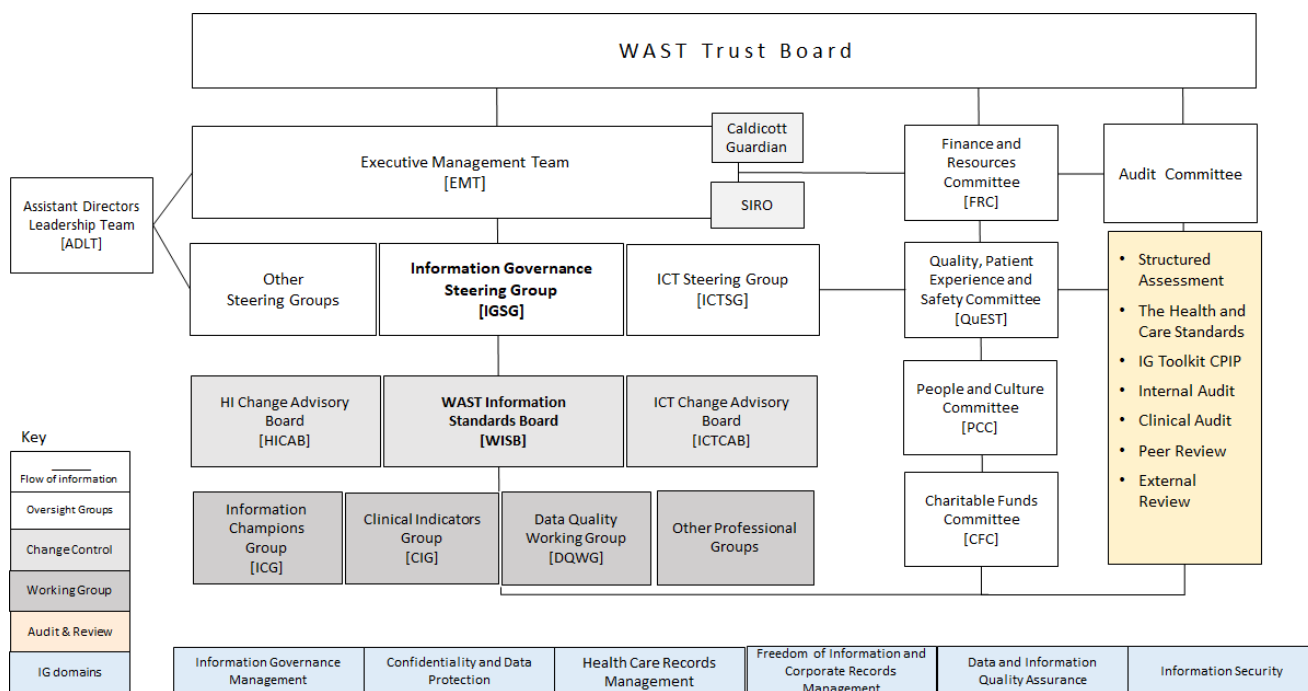 WAST Trust Board
Caldicott
Guardian
Executive Management Team
[EMT]
SIRO
Finance and
Resources
Committee
[FRC]
Audit Committee
Assistant Directors
Leadership Team
[ADLT]
Other
Steering Groups
Information Governance
Steering Group
[IGSG]
ICT Steering Group
[ICTSG]
Quality, Patient
Experience and
Safety Committee
[QuEST]
• Structured
Assessment
• The Health and
Care Standards
• IG Toolkit CPIP
• Internal Audit
• Clinical Audit
• Peer Review
• External
Review
HI Change Advisory
Board
[HICAB]
WAST Information
Standards Board
[WISB]
ICT Change Advisory
Board
[ICTCAB]
People and Culture
Committee
[PCC]
Information
Champions
Group
[ICG]
Clinical Indicators
Group
[CIG]
Data Quality
Working Group
[DQWG]
Other Professional
Groups
Charitable Funds
Committee
[CFC]
Key
Flow of information
Oversight Groups
Change Control
Working Group
Audit & Review
IG domains
Information Governance
Management
Confidentiality and Data
Protection
Health Care Records
Management
Freedom of Information and
Corporate Records
Management
Data and Information
Quality Assurance
Information Security